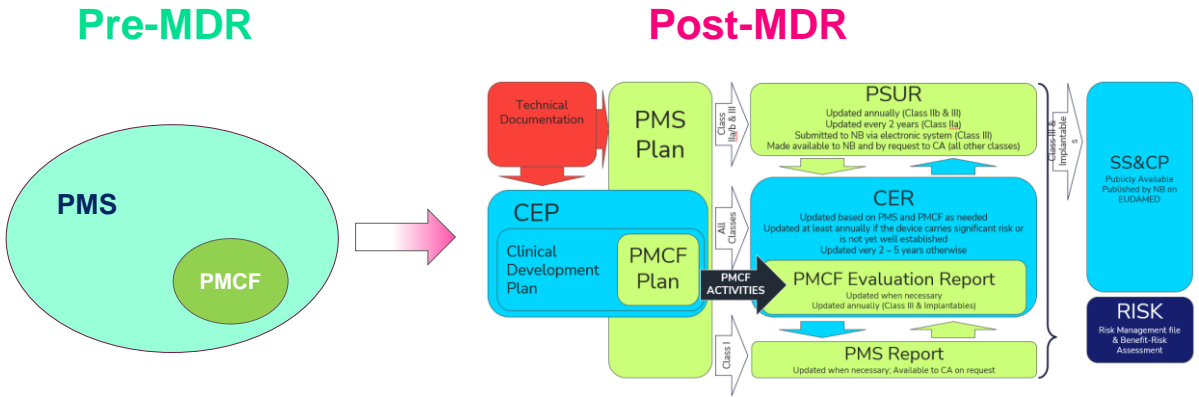 Pre-MDR
Post-MDR
PMS
PMCF
Technical
Documentation
PMS
Plan
CEP
Clinical
Development
Plan
PMCF
Plan
PMCF
ACTIVITIES
Class
IIa/b & III
All
Classes
Class I
PSUR
Updated annually (Class IIb & III)
Updated every 2 years (Class IIa)
Submitted to NB via electronic system (Class III)
Made available to NB and by request to CA (all other classes)
CER
Updated based on PMS and PMCF as needed
Updated at least annually if the device carries significant risk or
is not yet well established
Updated very 2 – 5 years otherwise
PMCF Evaluation Report
Updated when necessary
Updated annually (Class III & Implantables)
PMS Report
Updated when necessary; Available to CA on request
Class III &
Implantable
s
SS&CP
Publicly Available
Published by NB on
EUDAMED
RISK
Risk Management file
& Benefit-Risk
Assessment